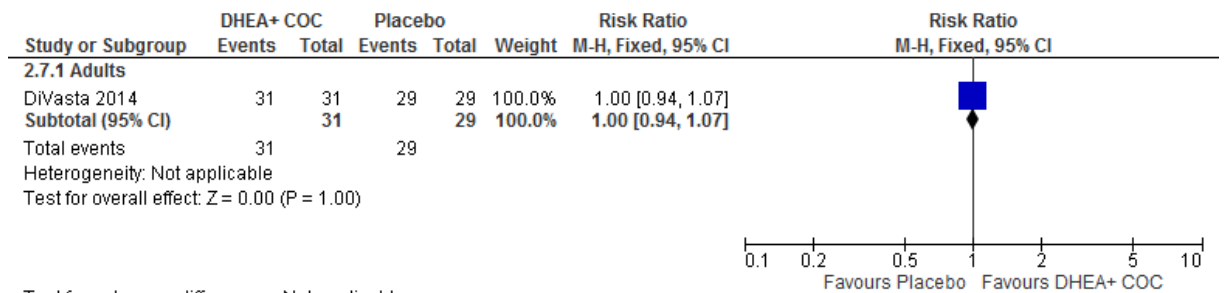 DHEA+ COC Placebo Risk Ratio Risk Ratio
Study or Subgroup Events Total Events Total Weight M-H, Fixed, 95% CI M-H, Fixed, 95% CI
2.7.1 Adults
DiVasta 2014 31 31 29 29 100.0% 1.00 [0.94, 1.07]
Subtotal (95% CI) 31 29 100.0% 1.00 [0.94, 1.07]
Total events 31 29
Heterogeneity: Not applicable
Test for overall effect: Z = 0.00 (P = 1.00)
0.1 0.2 0.5 1 2 5 10
Favours Placebo Favours DHEA+ COC